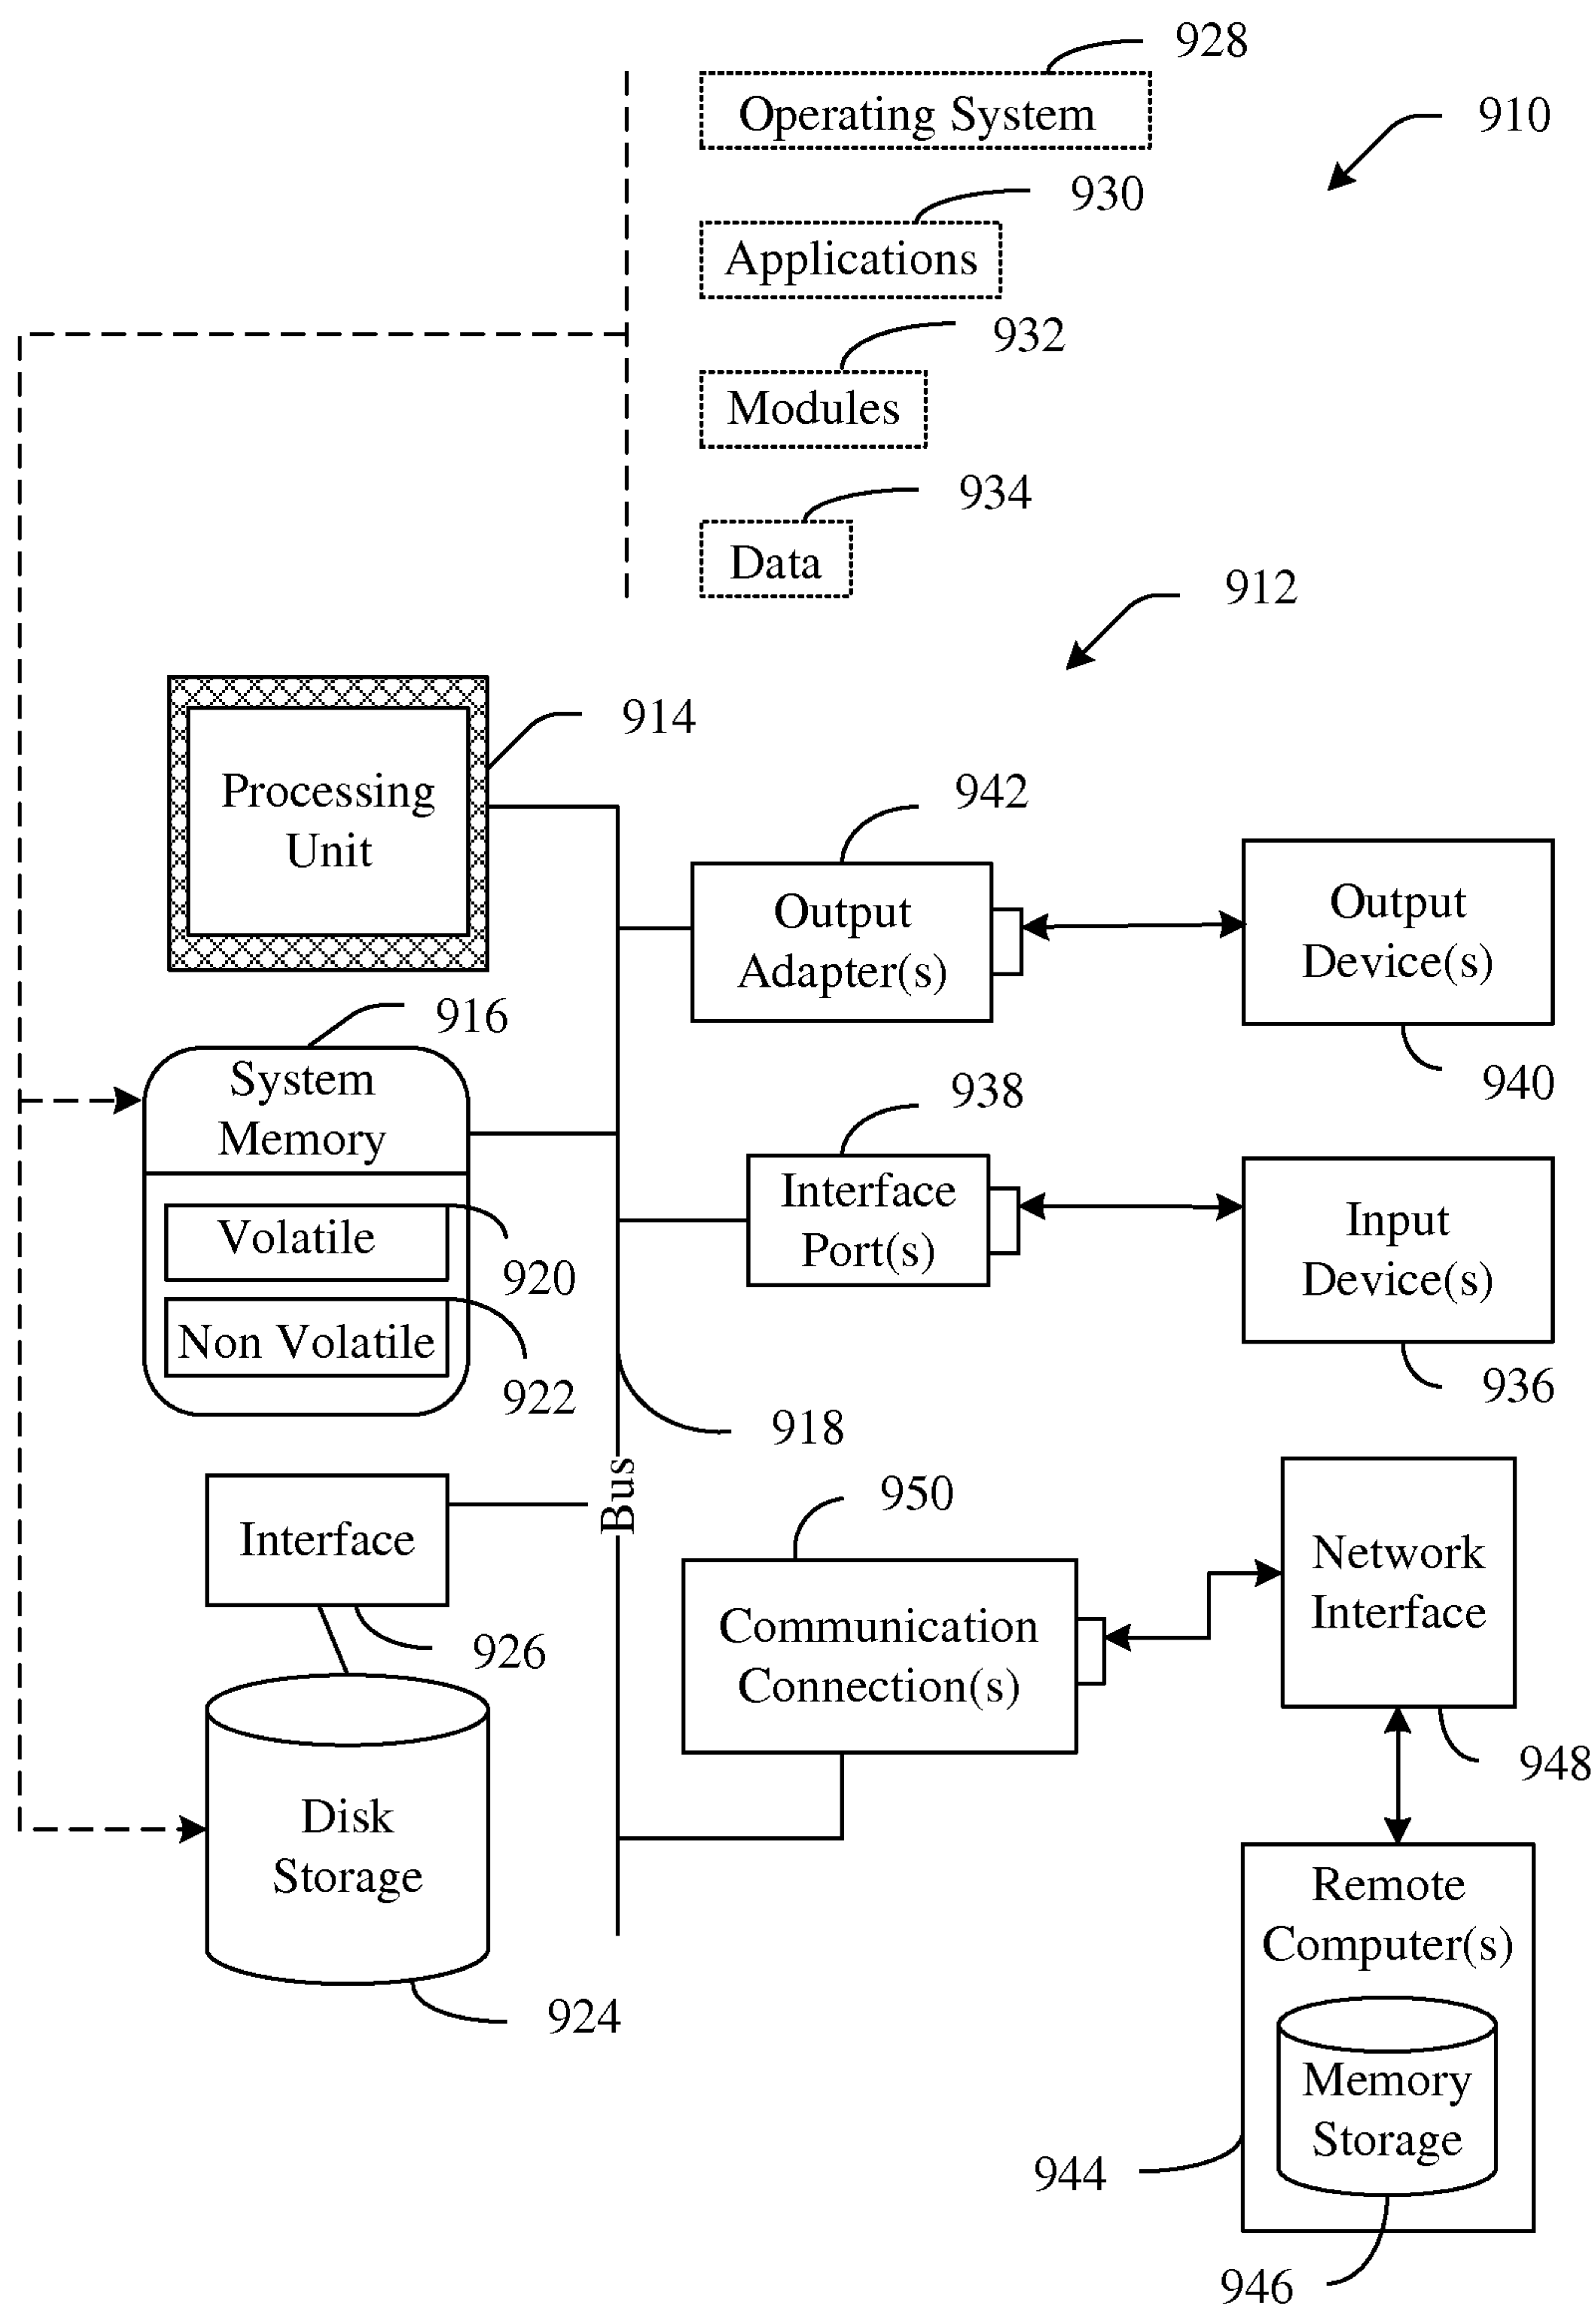 928
Operating System
910
930
Applications
932
Modules
934
Data
912
914
Processing
Unit
942
Output
Adapter(s)
Output
Device(s)
940
916
System
Memory
938
Interface
Port(s)
Input
Device(s)
936
Volatile
920
Non Volatile
922
918
Bus
Interface
926
950
Communication
Connection(s)
Network
Interface
948
Disk
Storage
924
Remote
Computer(s)
Memory
Storage
944
946